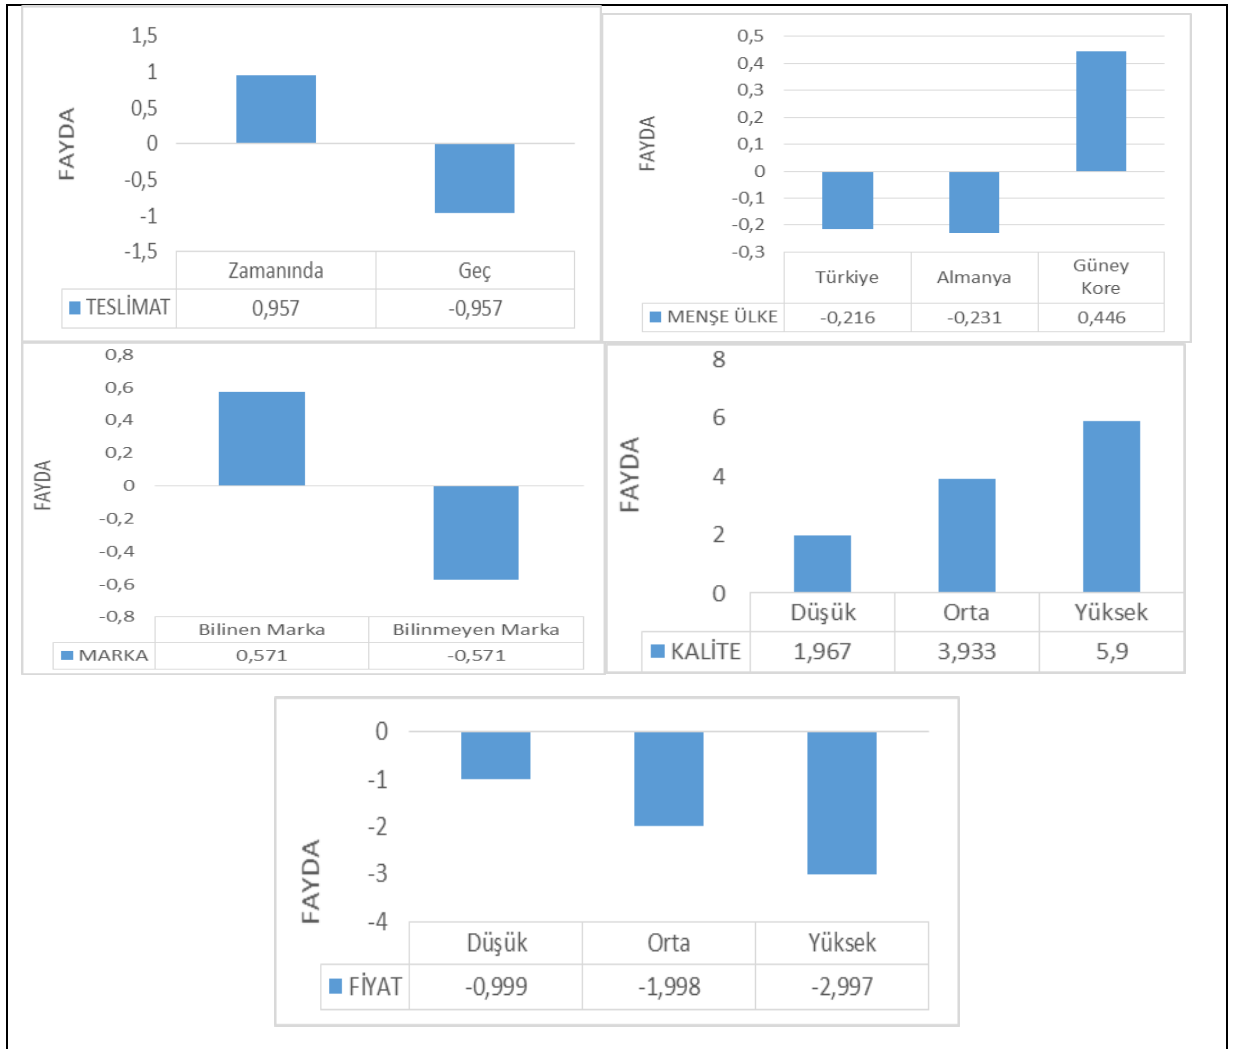 1,5
1
0,5
0
-0,5
-1
-1,5
FAYDA
Zamanında Geç
TESLİMAT 0,957 -0,957
0,5
0,4
0,3
0,2
0,1
0
-0,1
-0,2
-0,3
FAYDA
Türkiye Almanya Güney Kore
MENŞE ÜLKE -0,216 -0,231 0,446
0,8
0,6
0,4
0,2
0
-0,2
-0,4
-0,6
-0,8
FAYDA
Bilinen Marka Bilinmeyen Marka
MARKA 0,571 -0,571
8
6
4
2
0
FAYDA
Düşük Orta Yüksek
KALİTE 1,967 3,933 5,9
0
-1
-2
-3
-4
FAYDA
Düşük Orta Yüksek
FİYAT -0,999 -1,998 -2,997